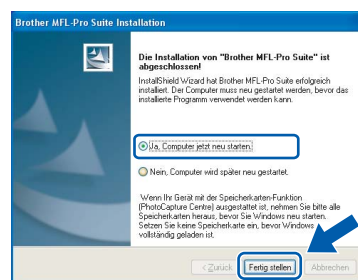 Brother MFL-Pro Suite Installation
Die Installation von "Brother MFL-Pro Suite" ist
abgeschlossen!
InstallShield Wizard hat Brother MFL-Pro Suite erfolgreich
installiert. Der Computer muss neu gestartet werden, bevor das
installierte Programm verwendet werden kann.
Ja, Computer jetzt neu starten.
Nein, Computer wird später neu gestartet.
Wenn Ihr Gerät mit der Speicherkarten-Funktion
(PhotoCapture Centre) ausgestattet ist, nehmen Sie bitte alle
Speicherkarten heraus, bevor Sie Windows neu starten.
Setzen Sie keine Speicherkarte ein, bevor Windows
vollständig geladen ist.
< Zurück Fertig stellen Abbrechen